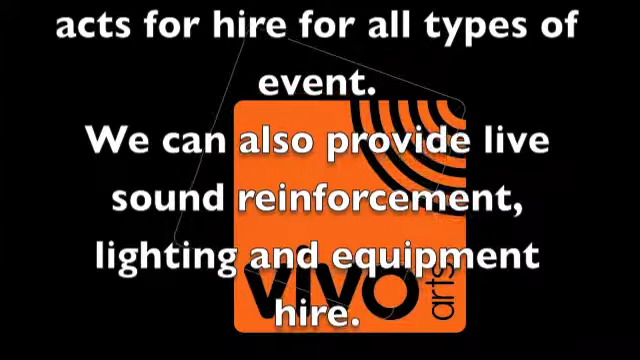 acts for hire for all types of
event.
We can also provide live
sound reinforcement,
lighting and equipment
hire.
vivo
arts